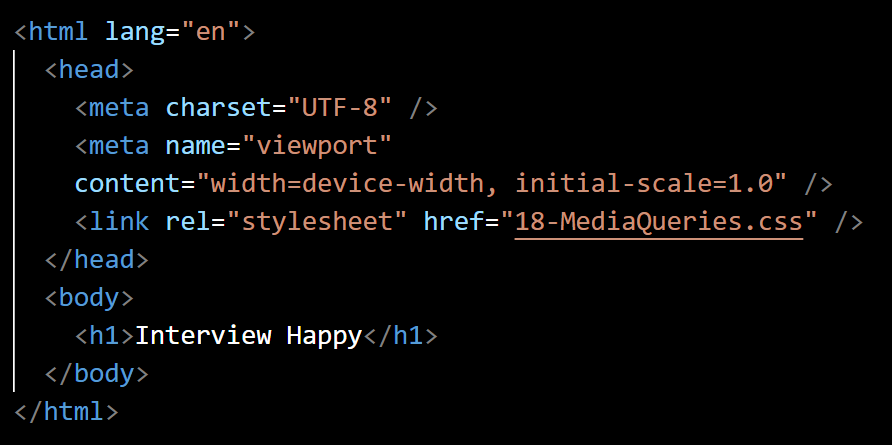 <html lang="en">
<head>
<meta charset="UTF-8" />
<meta name="viewport"
content="width=device-width, initial-scale=1.0" />
<link rel="stylesheet" href="18-MediaQueries.css" />
</head>
<body>
<h1>Interview Happy</h1>
</body>
</html>